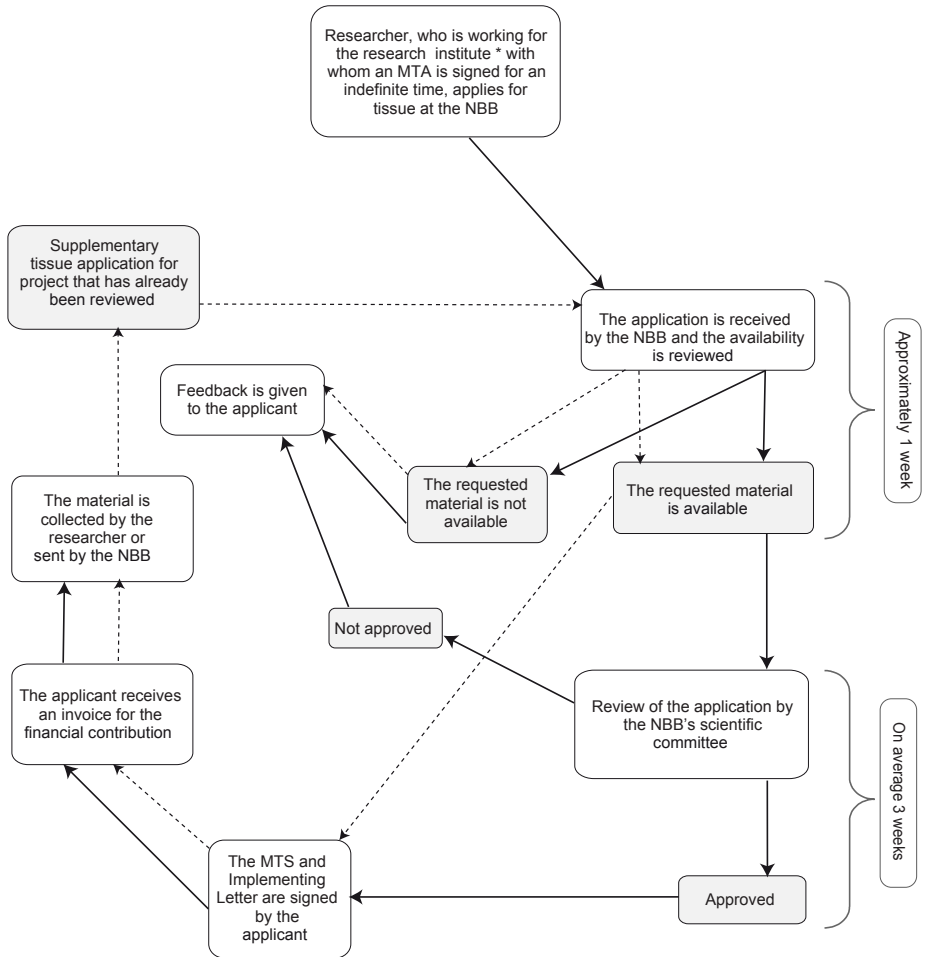 Researcher, who is working for
the research institute * with
whom an MTA is signed for an
indefinite time, applies for
tissue at the NBB
Supplementary
tissue application for
project that has already
been reviewed
The application is received
by the NBB and the availability
is reviewed
Approximately 1 week
Feedback is given
to the applicant
The requested
material is not
available
The requested material
is available
The material is
collected by the
researcher or
sent by the NBB
Not approved
The applicant receives
an invoice for the
financial contribution
Review of the application by
the NBB's scientific
committee
On average 3 weeks
The MTS and
Implementing
Letter are signed
by the
applicant
Approved